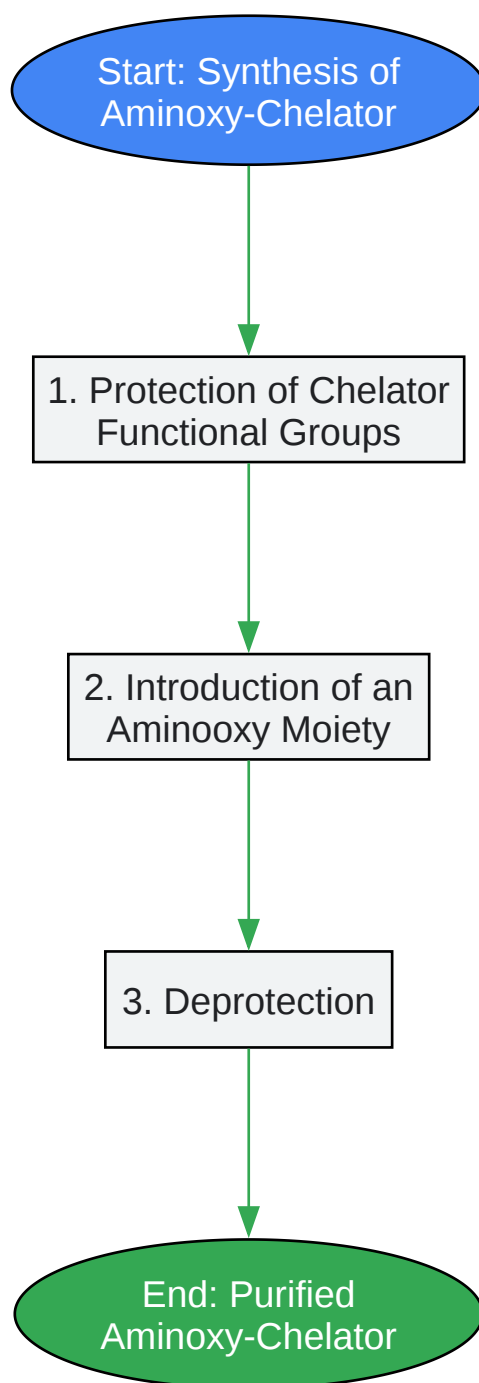 Start: Synthesis of
Aminoxy-Chelator
1. Protection of Chelator
Functional Groups
2. Introduction of an
Aminooxy Moiety
3. Deprotection
End: Purified
Aminoxy-Chelator